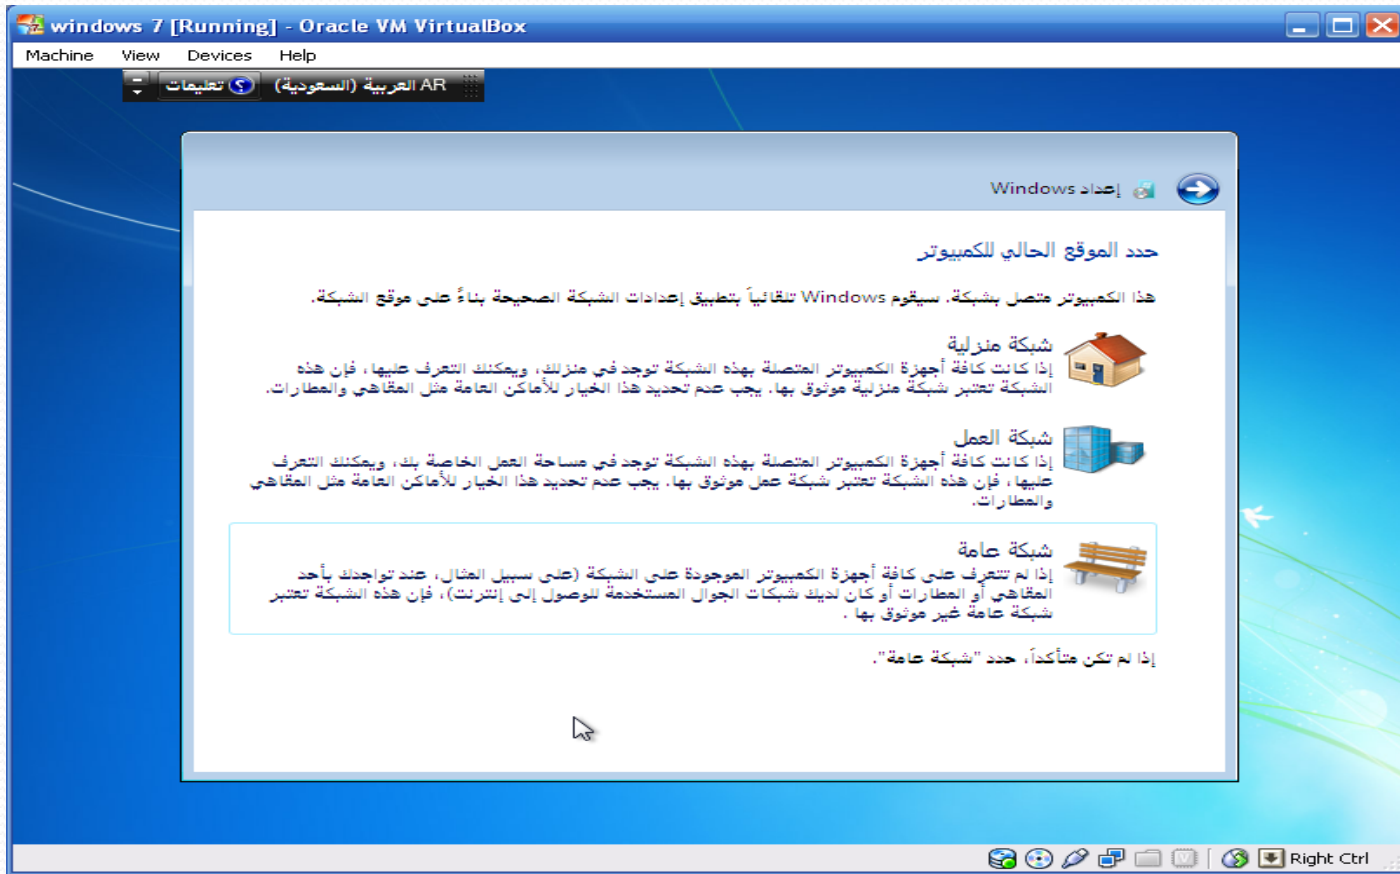 windows 7 [Running] - Oracle VM VirtualBox
Machine View Devices Help
AR العربية (السعودية) تعليمات
إعداد Windows
حدد الموقع الحالي للكمبيوتر
هذا الكمبيوتر متصل بشبكة. سيقوم Windows تلقائياً بتطبيق إعدادات الشبكة الصحيحة بناءً على موقع الشبكة.
شبكة منزلية
إذا كانت كافة أجهزة الكمبيوتر المتصلة بهذه الشبكة توجد في منزلك، ويمكنك التعرف عليها، فإن هذه
الشبكة تعتبر شبكة منزلية موثوق بها. يجب عدم تحديد هذا الخيار للأماكن العامة مثل المقاهي والمطارات.
شبكة العمل
إذا كانت كافة أجهزة الكمبيوتر المتصلة بهذه الشبكة توجد في مساحة العمل الخاصة بك، ويمكنك التعرف
عليها، فإن هذه الشبكة تعتبر شبكة عمل موثوق بها. يجب عدم تحديد هذا الخيار للأماكن العامة مثل المقاهي
والمطارات.
شبكة عامة
إذا لم تتعرف على كافة أجهزة الكمبيوتر الموجودة على الشبكة (على سبيل المثال، عند تواجدك بأحد
المقاهي أو المطارات أو كان لديك شبكات الجوال المستخدمة للوصول إلى إنترنت)، فإن هذه الشبكة تعتبر
شبكة عامة غير موثوق بها .
إذا لم تكن متأكداً، حدد "شبكة عامة".
Right Ctrl